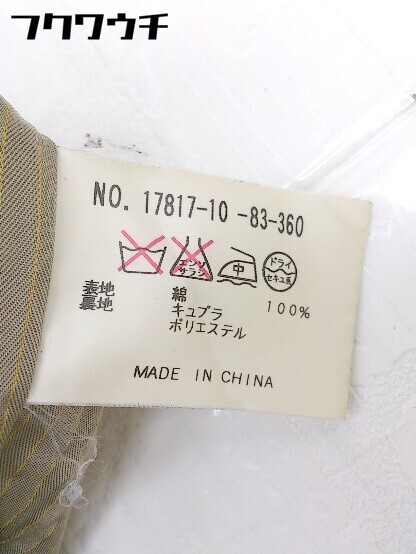 フクワウチ
NO. 17817-10 -83-360
エンソ
サラシ
中
ドライ
セキユ系
表地 綿 100%
裏地 キュプラ
ポリエステル
MADE IN CHINA